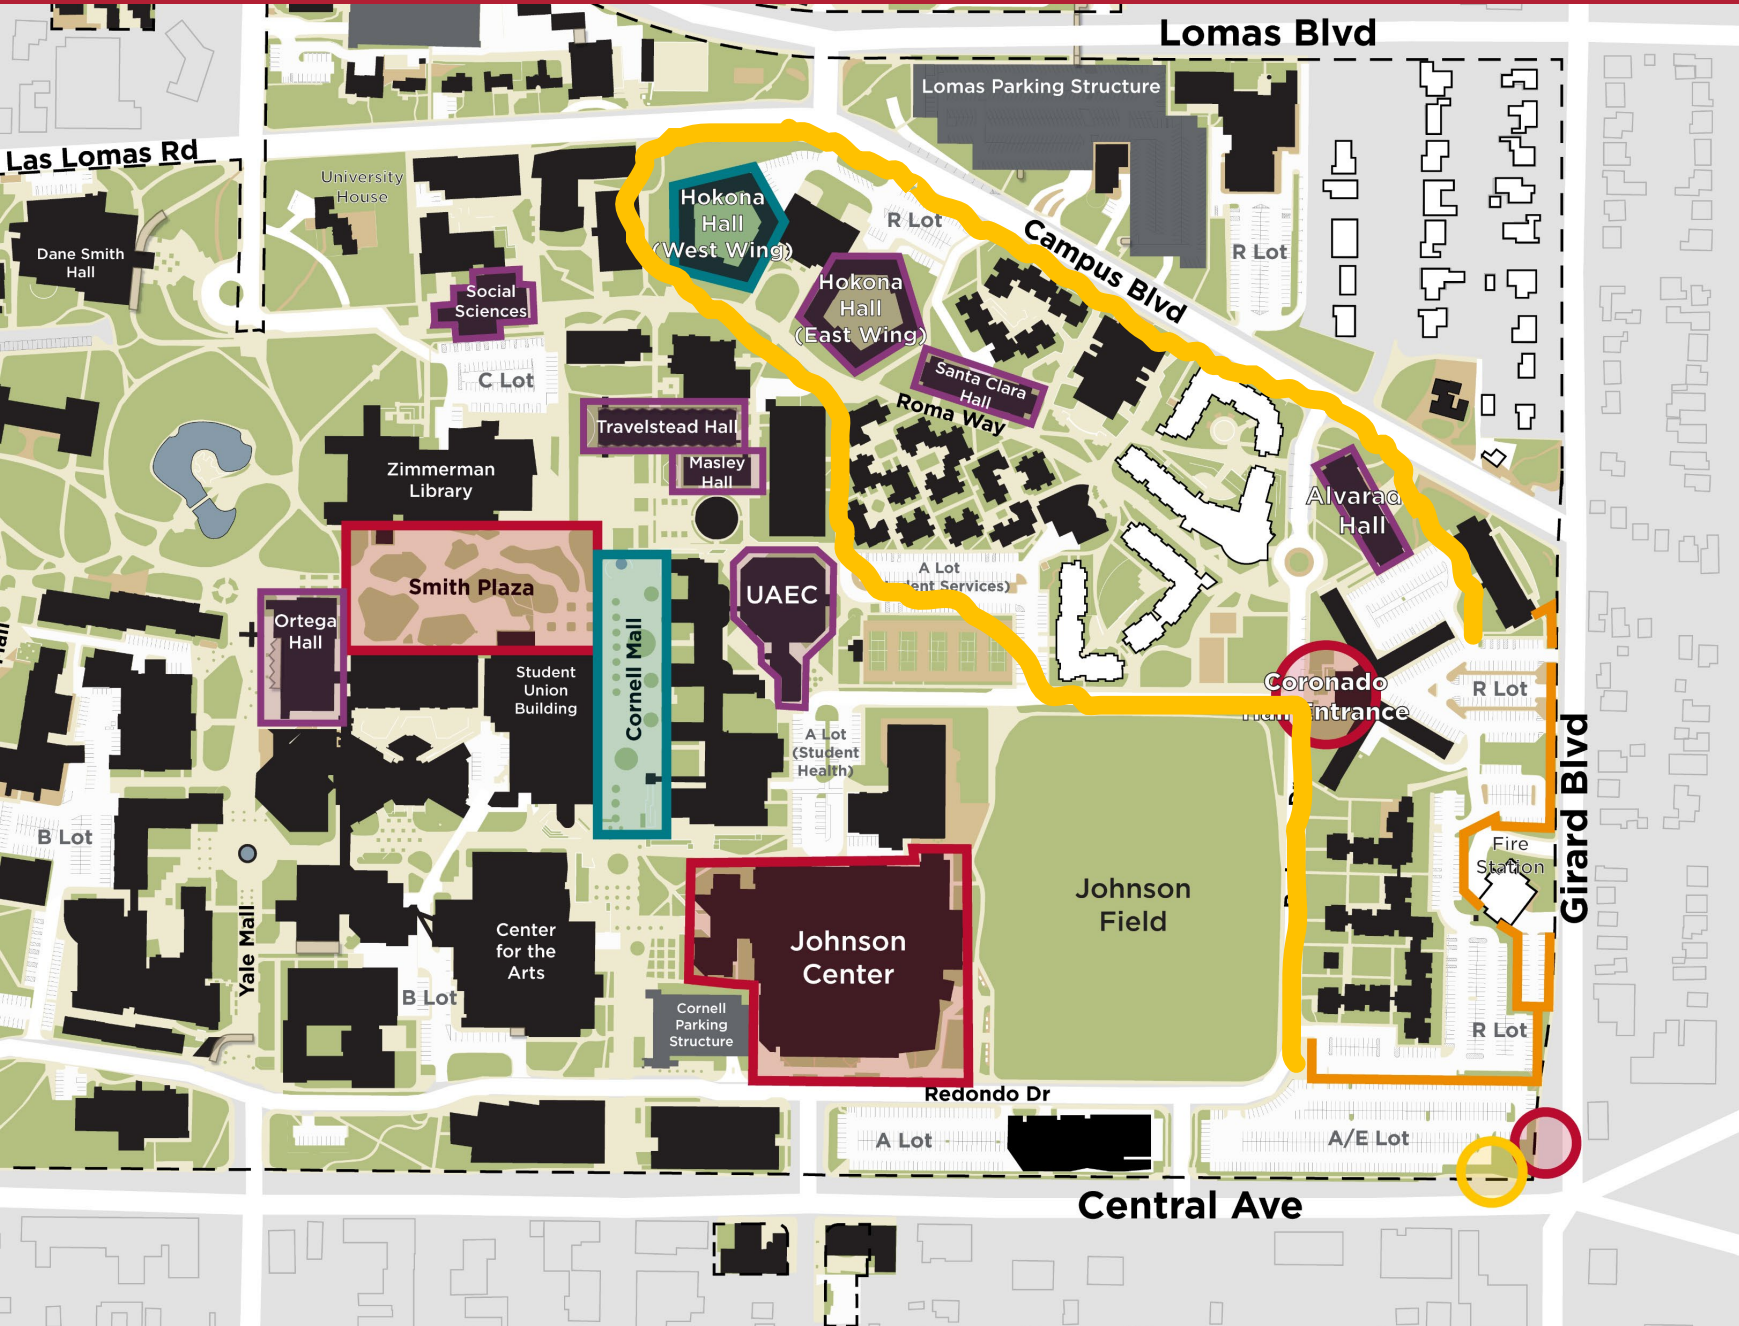 Lomas Blvd
Lomas Parking Structure
Las Lomas Rd
University
House
Hokona
Hall
(West Wing)
R Lot
Campus Blvd
R Lot
Dane Smith
Hall
Social
Sciences
Hokona
Hall
(East Wing)
C Lot
Santa Clara
Hall
Roma Way
Travelstead Hall
Masley
Hall
Zimmerman
Library
Alvarad
Hall
Smith Plaza
UAEC
A Lot
ent Services)
Ortega
Hall
Student
Union
Building
Cornell Mall
Coronado
Entrance
R Lot
A Lot
(Student
Health)
Girard Blvd
B Lot
Fire
Station
Johnson
Field
Yale Mall
Center
for the
Arts
Johnson
Center
B Lot
Cornell
Parking
Structure
R Lot
Redondo Dr
A Lot
A/E Lot
Central Ave